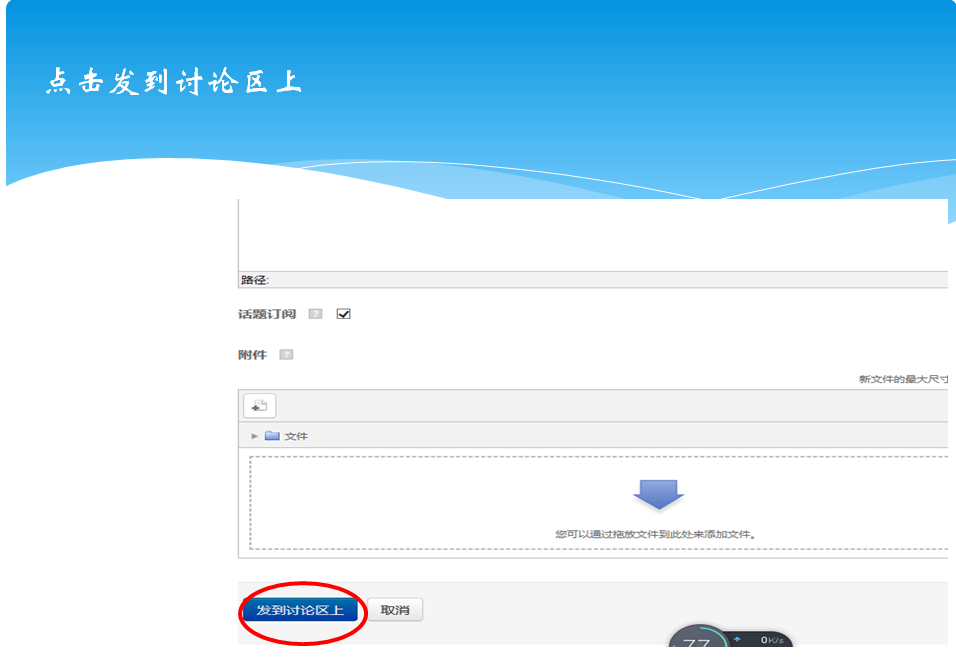 点击发到讨论区上
路径:
话题订阅 ?
附件 ?
新文件的最大尺寸
文件
您可以通过拖放文件到此处来添加文件。
发到讨论区上 取消
77 0K/s